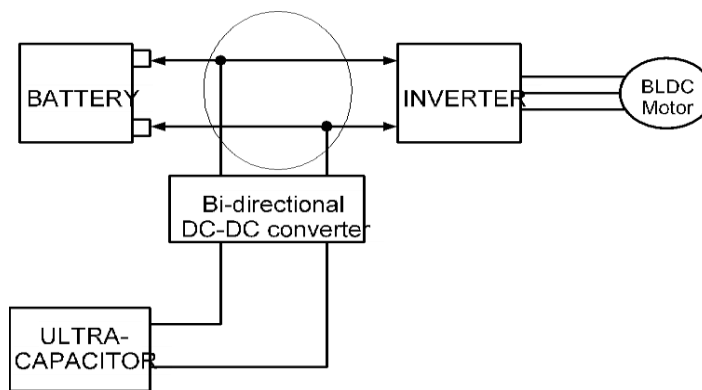 BATTERY
INVERTER
BLDC
Motor
Bi-directional
DC-DC converter
ULTRA-
CAPACITOR